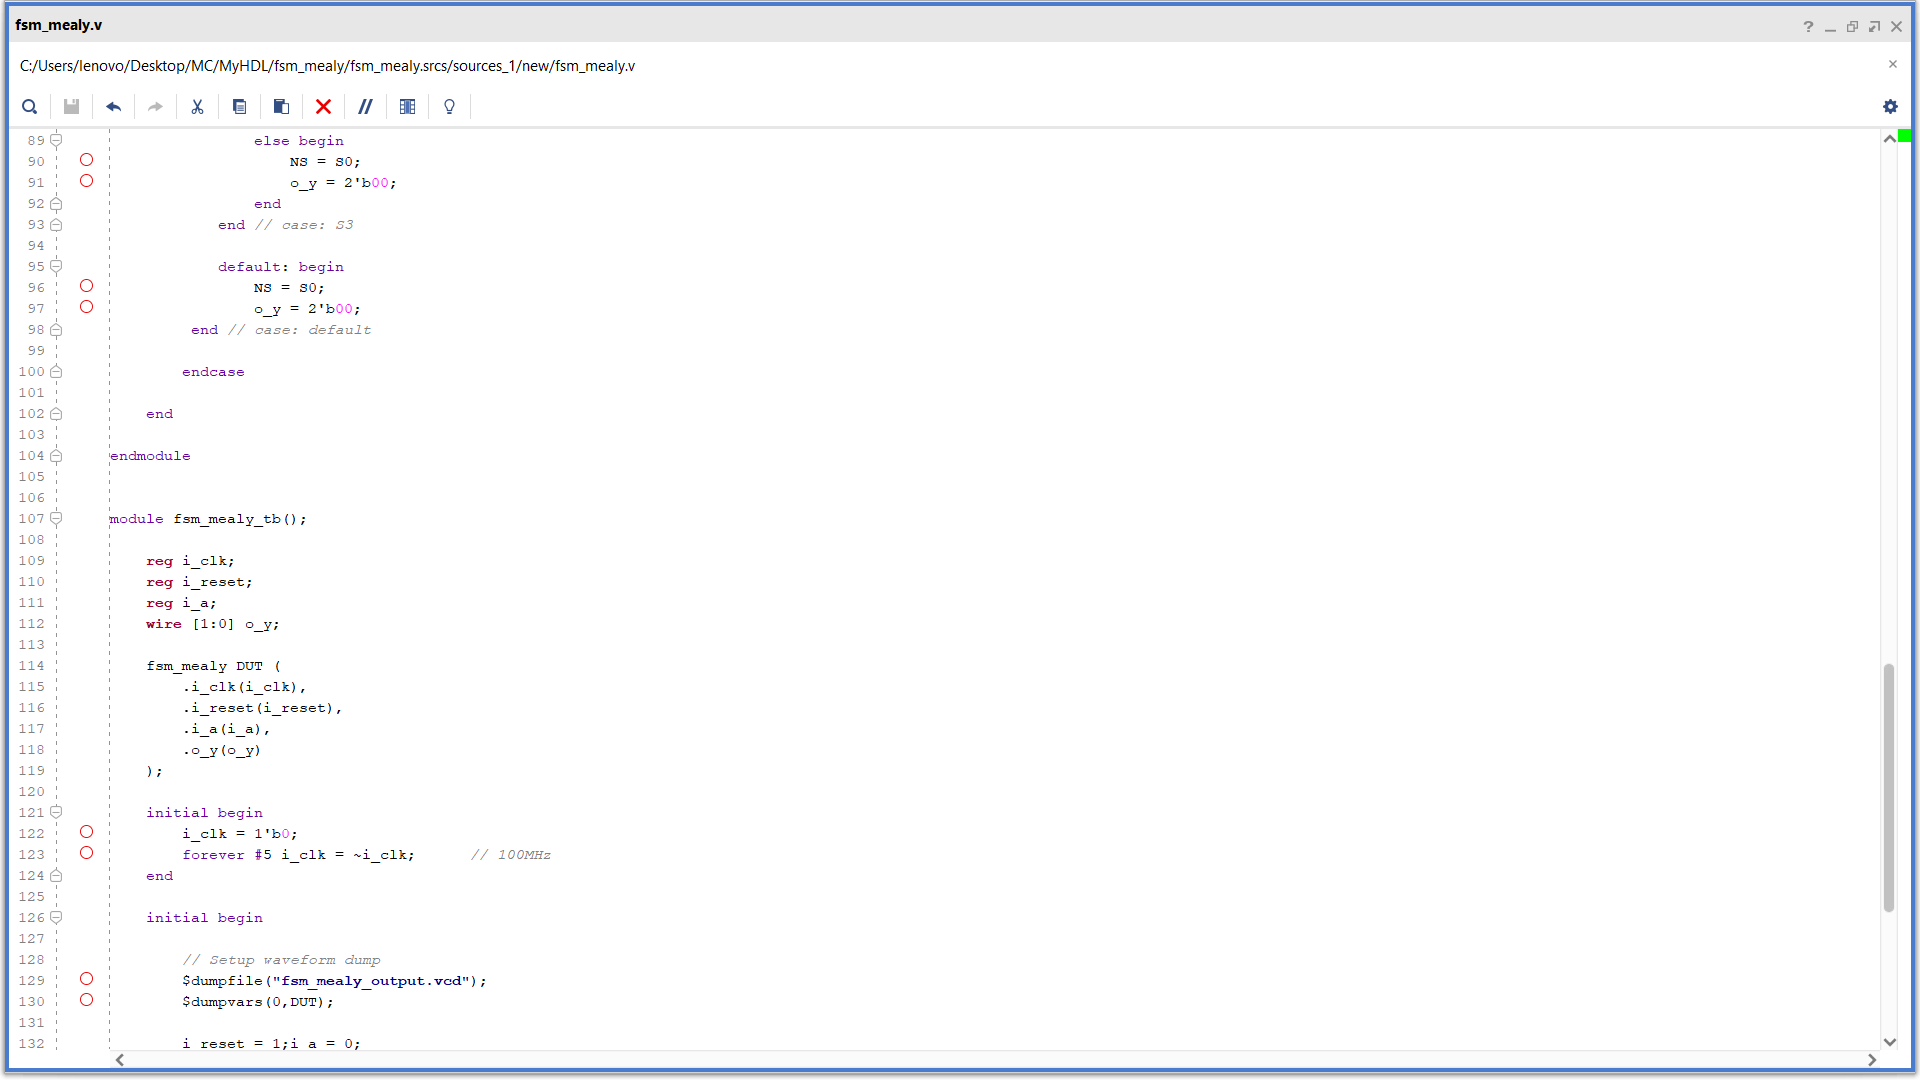 fsm_mealy.v
C:/Users/lenovo/Desktop/MC/MyHDL/fsm_mealy/fsm_mealy.srcs/sources_1/new/fsm_mealy.v
89 else begin
90 NS = S0;
91 o_y = 2'b00;
92 end
93 end // case: S3
94
95 default: begin
96 NS = S0;
97 o_y = 2'b00;
98 end // case: default
99
100 endcase
101
102 end
103
104 endmodule
105
106
107 module fsm_mealy_tb();
108
109 reg i_clk;
110 reg i_reset;
111 reg i_a;
112 wire [1:0] o_y;
113
114 fsm_mealy DUT (
115 .i_clk(i_clk),
116 .i_reset(i_reset),
117 .i_a(i_a),
118 .o_y(o_y)
119 );
120
121 initial begin
122 i_clk = 1'b0;
123 forever #5 i_clk = ~i_clk; // 100MHz
124 end
125
126 initial begin
127
128 // Setup waveform dump
129 $dumpfile("fsm_mealy_output.vcd");
130 $dumpvars(0,DUT);
131
132 i_reset = 1;i_a = 0;